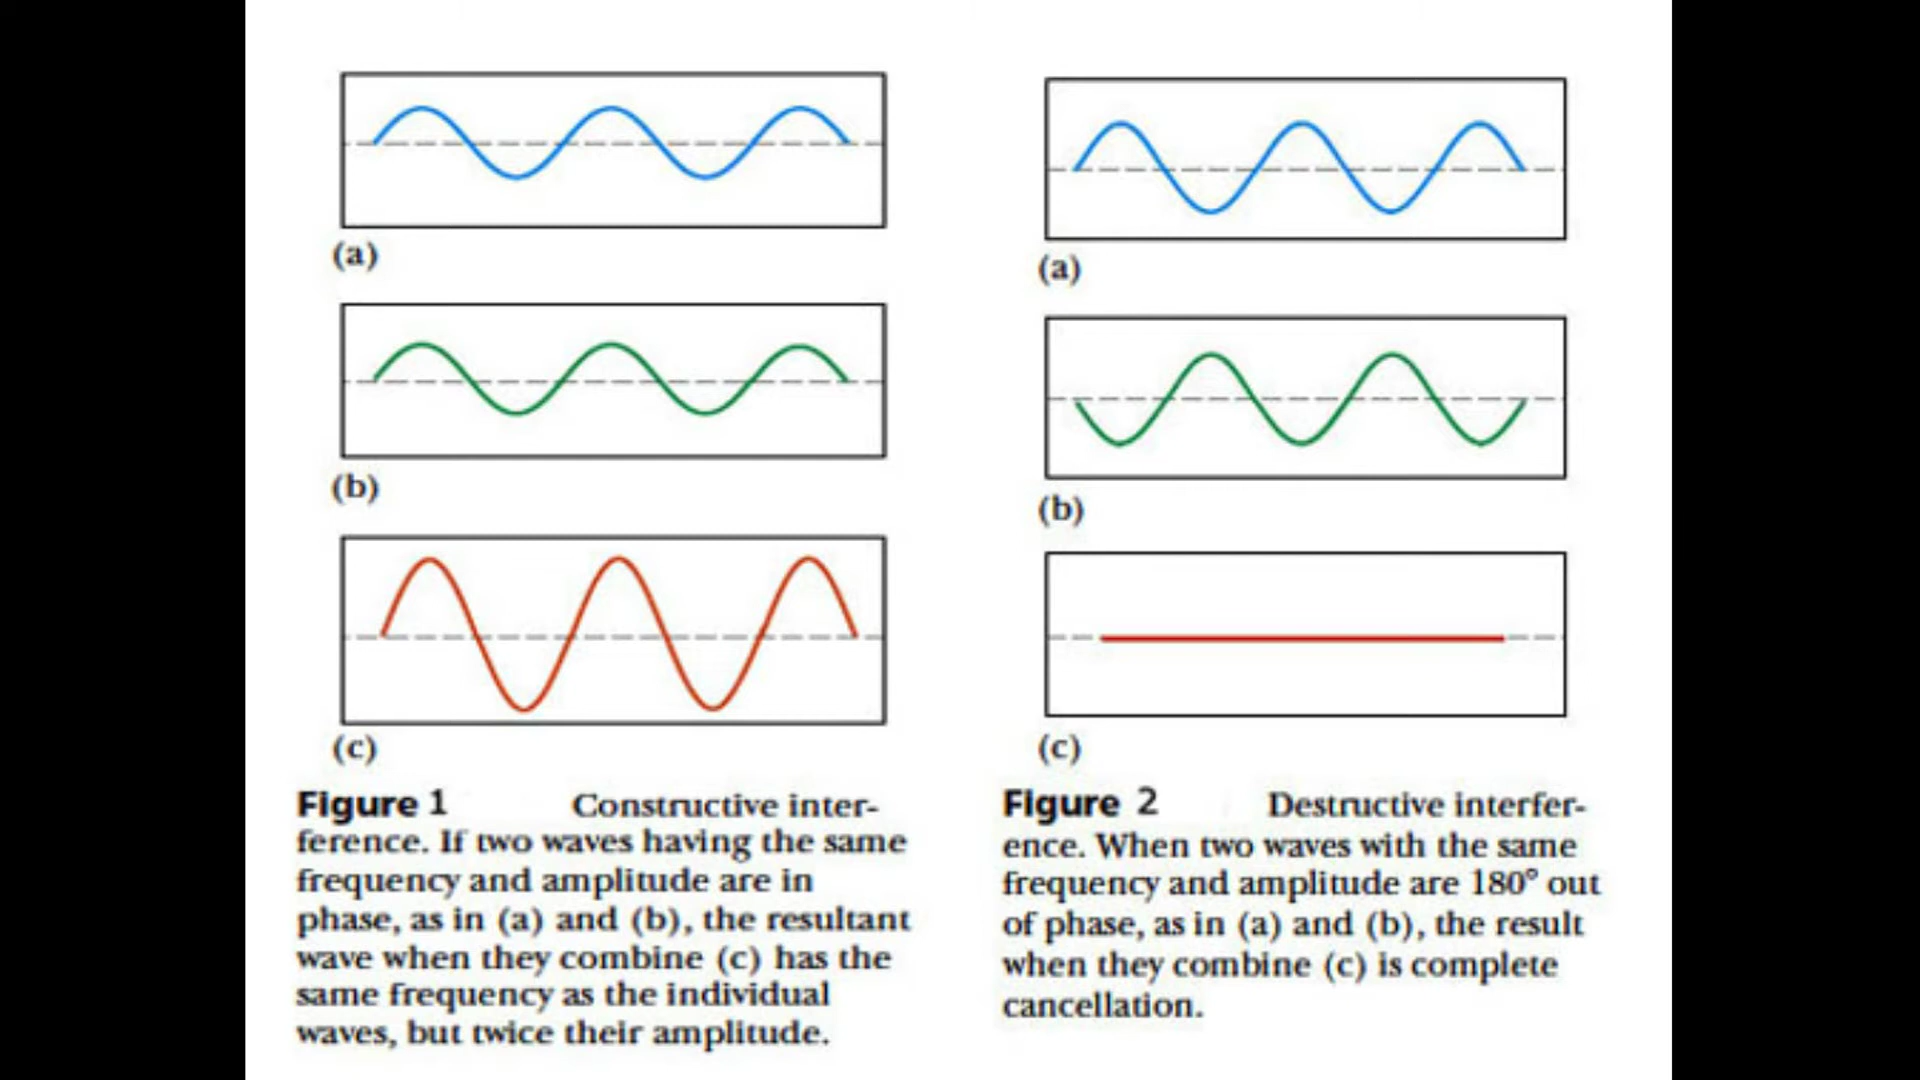 (a)
(b)
(c)
Figure 1 Constructive inter-
ference. If two waves having the same
frequency and amplitude are in
phase, as in (a) and (b), the resultant
wave when they combine (c) has the
same frequency as the individual
waves, but twice their amplitude.
(a)
(b)
(c)
Figure 2 Destructive interfer-
ence. When two waves with the same
frequency and amplitude are 180° out
of phase, as in (a) and (b), the result
when they combine (c) is complete
cancellation.